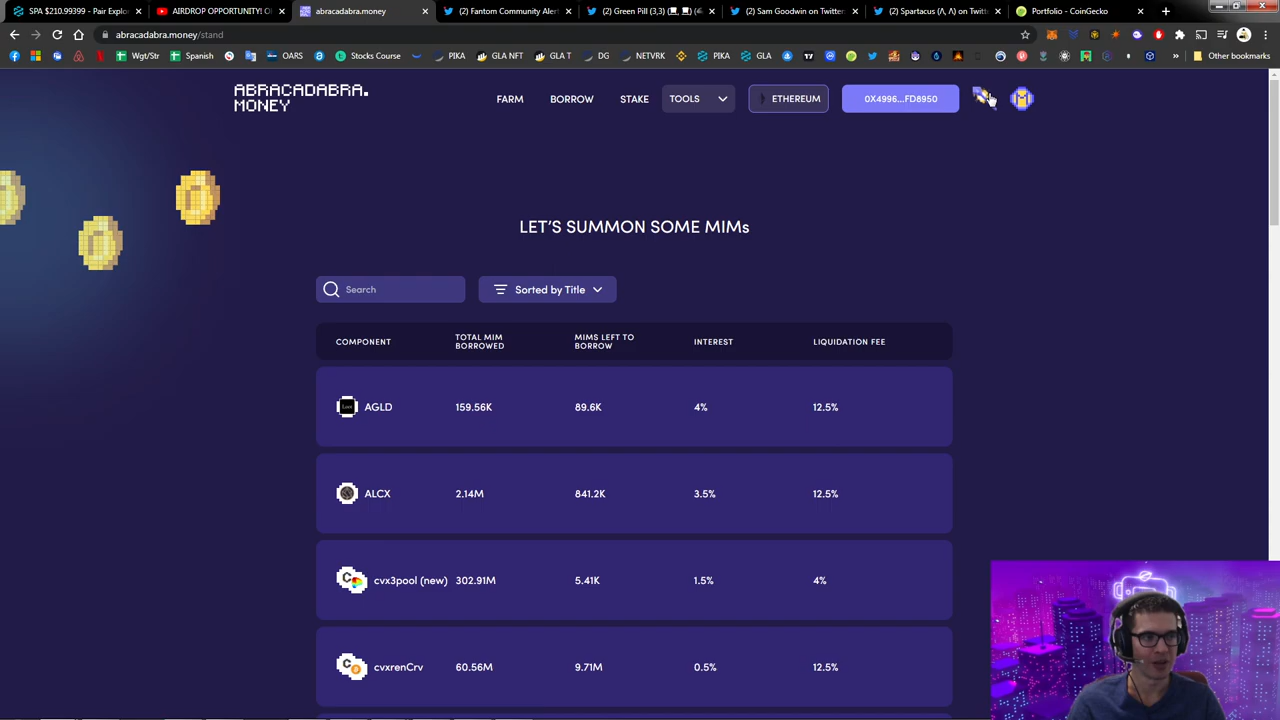 SPA $210.99399 - Pair Explo
AIRDROP OPPORTUNITY! O
abracadabra.money
(2) Fantom Community Alert
(2) Green Pill (3,3)
(2) Sam Goodwin on Twitter
(2) Spartacus (Λ, Λ) on Twitt
Portfolio - CoinGecko
abracadabra.money/stand
Wgt/Str
Spanish
OARS
Stocks Course
PIKA
GLA NFT
GLA T
DG
NETVRK
PIKA
GLA
Other bookmarks
ABRACADABRA.
MONEY
FARM
BORROW
STAKE
TOOLS
ETHEREUM
0X4996...FD8950
LET'S SUMMON SOME MIMs
Search
Sorted by Title
COMPONENT
TOTAL MIM
BORROWED
MIMS LEFT TO
BORROW
INTEREST
LIQUIDATION FEE
AGLD 159.56K 89.6K 4% 12.5%
ALCX 2.14M 841.2K 3.5% 12.5%
cvx3pool (new) 302.91M 5.41K 1.5% 4%
cvxrenCrv 60.56M 9.71M 0.5% 12.5%